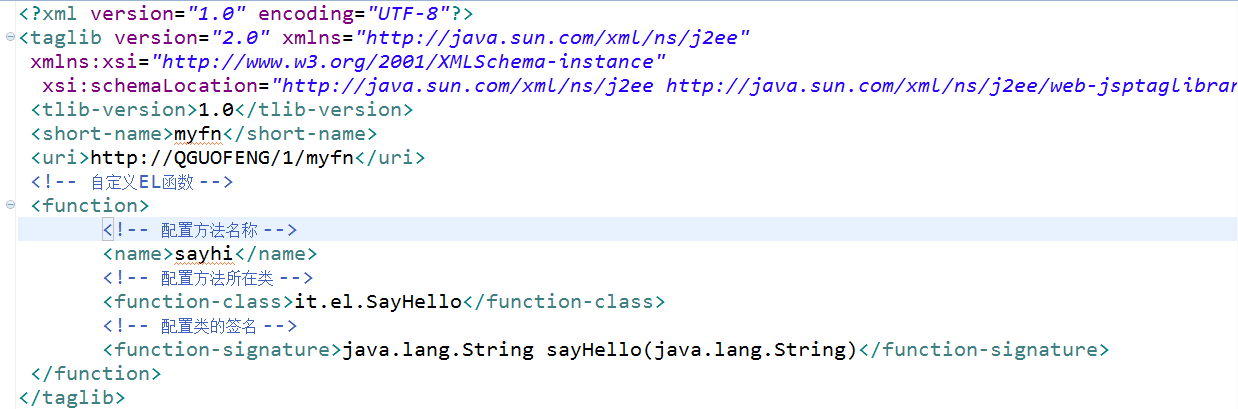 <?xml version="1.0" encoding="UTF-8"?>
<taglib version="2.0" xmlns="http://java.sun.com/xml/ns/j2ee"
xmlns:xsi="http://www.w3.org/2001/XMLSchema-instance"
xsi:schemaLocation="http://java.sun.com/xml/ns/j2ee http://java.sun.com/xml/ns/j2ee/web-jsptaglibrar
<tlib-version>1.0</tlib-version>
<short-name>myfn</short-name>
<uri>http://QGUOFENG/1/myfn</uri>
<!-- 自定义EL函数 -->
<function>
<!-- 配置方法名称 -->
<name>sayhi</name>
<!-- 配置方法所在类 -->
<function-class>it.el.SayHello</function-class>
<!-- 配置类的签名 -->
<function-signature>java.lang.String sayHello(java.lang.String)</function-signature>
</function>
</taglib>